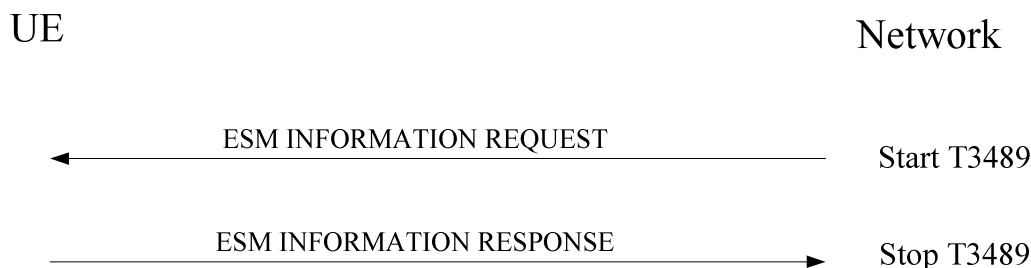 UE
Network
ESM INFORMATION REQUEST
Start T3489
ESM INFORMATION RESPONSE
Stop T3489